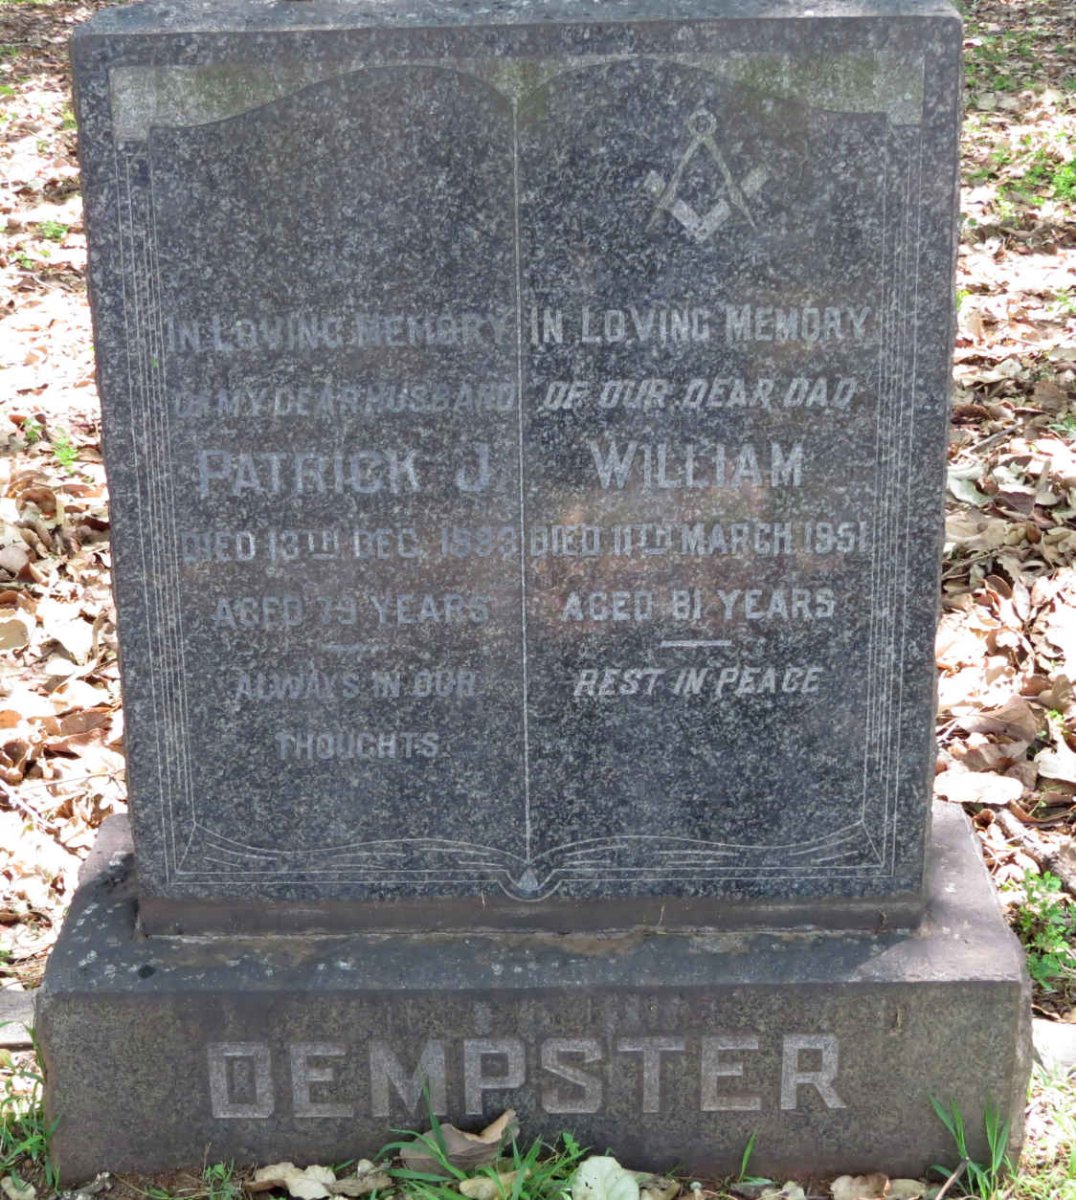 IN LOVING MEMORY
OF MY DEAR HUSBAND
PATRICK J.
DIED 13TH DEC.
AGED 79 YEARS
ALWAYS IN OUR
THOUGHTS
IN LOVING MEMORY
OF OUR DEAR DAD
WILLIAM
DIED 11TH MARCH 1951
AGED 81 YEARS
REST IN PEACE
DEMPSTER